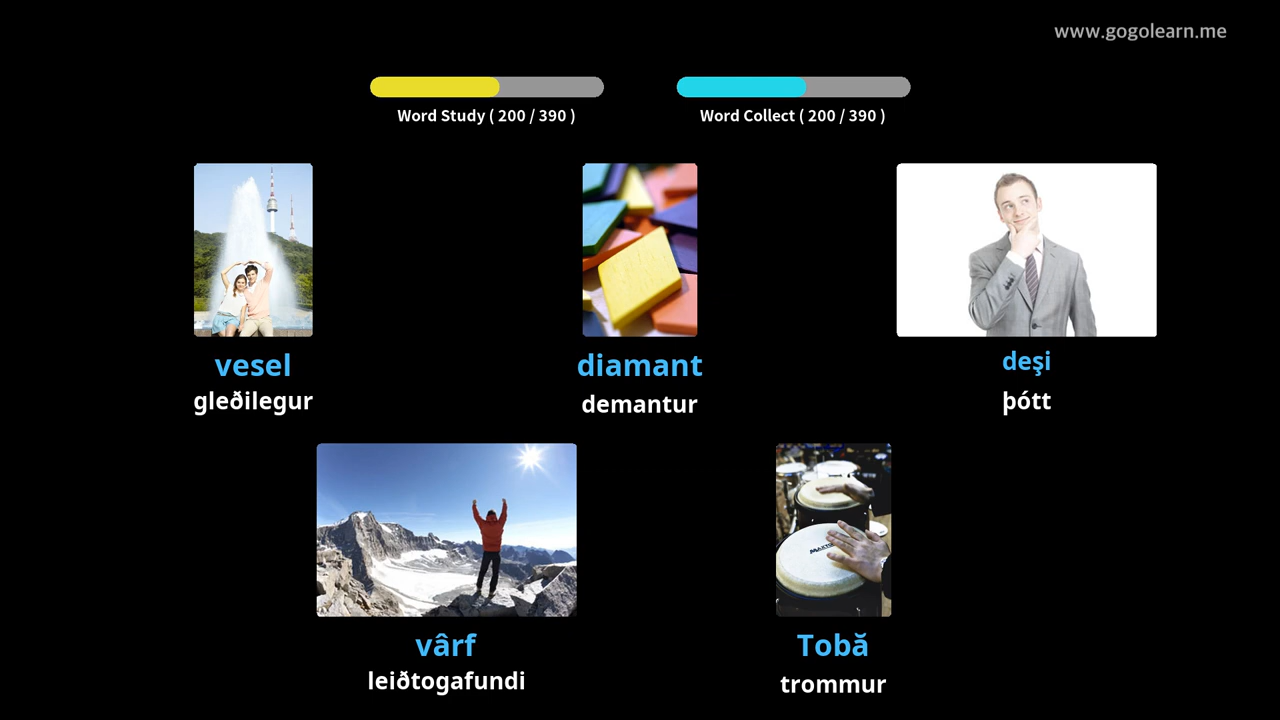 www.gogolearn.me
Word Study ( 200 / 390 )
Word Collect ( 200 / 390 )
vesel
gleðilegur
diamant
demantur
deşi
þótt
vârf
leiðtogafundi
Tobă
trommur